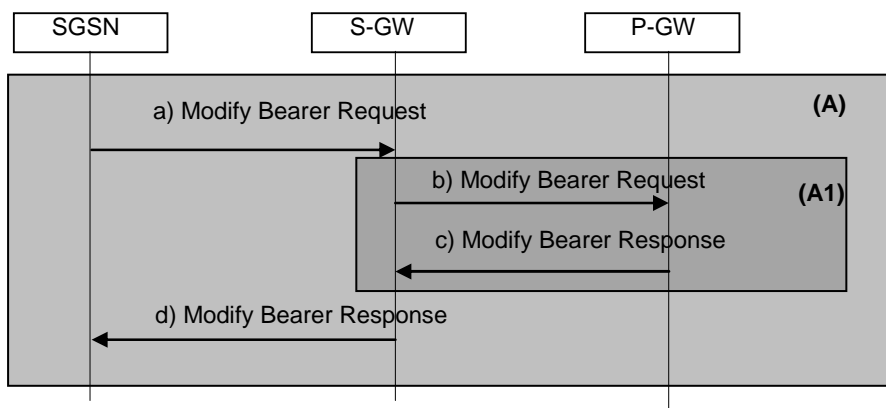 SGSN
S-GW
P-GW
(A)
a) Modify Bearer Request
b) Modify Bearer Request
(A1)
c) Modify Bearer Response
d) Modify Bearer Response